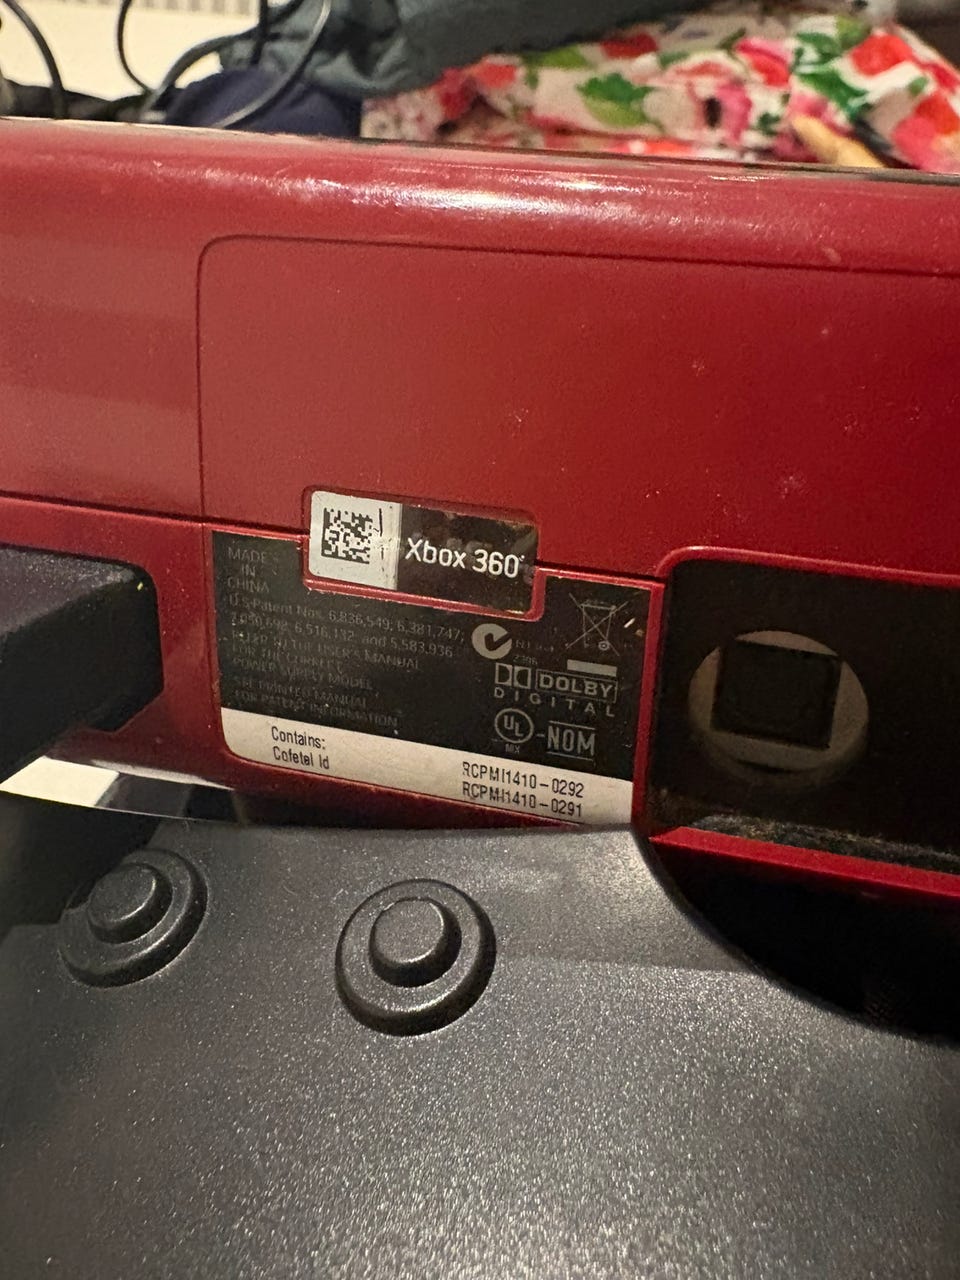 Xbox 360
MADE
IN
CHINA
U.S. Patent Nos. 6,836,549; 6,381,747;
7,050,698; 6,516,132; and 5,583,936
REFER TO THE USER'S MANUAL
FOR THE CORRECT
POWER SUPPLY MODEL.
SEE PRINTED MANUAL
FOR PATENT INFORMATION
DOLBY
DIGITAL
UL
MX
-NOM
Contains:
Cofetel Id
RCPMI1410-0292
RCPMI1410-0291